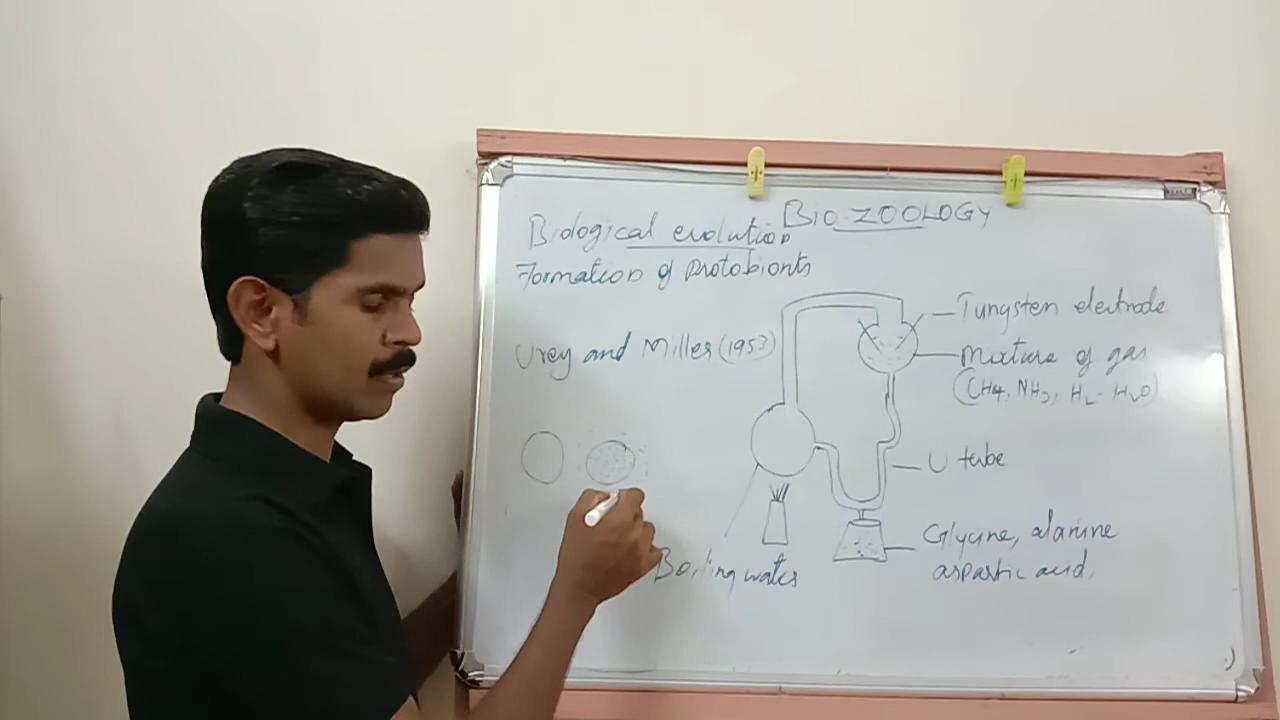 Bio-ZOOLOGY
Biological evolution
Formation of protobionts
Urey and Miller (1953)
Tungsten electrode
Mixture of gas
(CH4, NH3, H2 - H2O)
U tube
Glycine, alanine
aspartic acid,
Boiling water